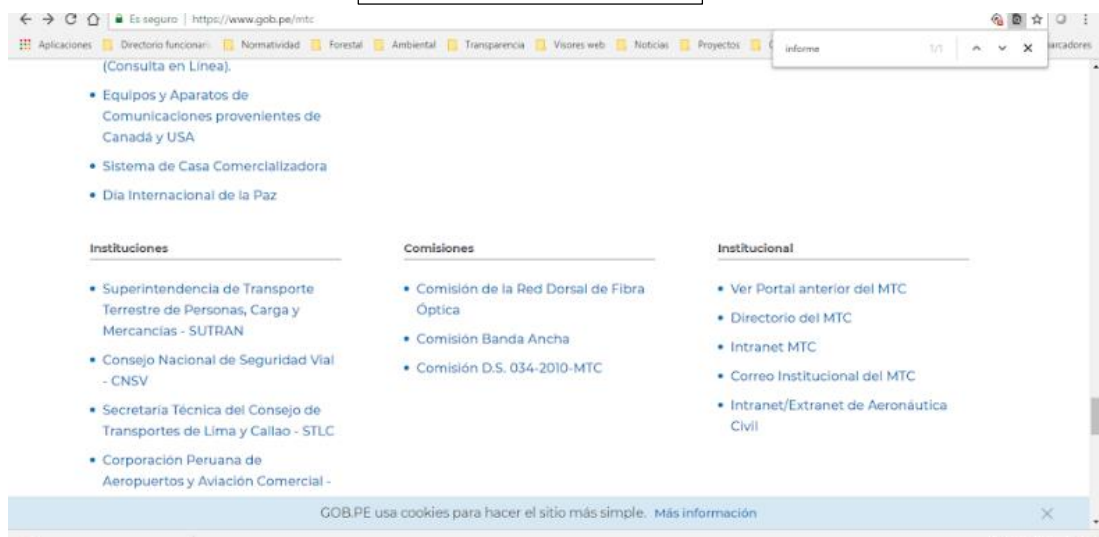 Es seguro | https://www.gob.pe/mtc
Aplicaciones Directorio funcionari Normatividad Forestal Ambiental Transparencia Visores web Noticias Proyectos
informe 1/1
arcadores
(Consulta en Línea).
• Equipos y Aparatos de
Comunicaciones provenientes de
Canadá y USA
• Sistema de Casa Comercializadora
• Día Internacional de la Paz
Instituciones
• Superintendencia de Transporte
Terrestre de Personas, Carga y
Mercancías - SUTRAN
• Consejo Nacional de Seguridad Vial
- CNSV
• Secretaría Técnica del Consejo de
Transportes de Lima y Callao - STLC
• Corporación Peruana de
Aeropuertos y Aviación Comercial -
Comisiones
• Comisión de la Red Dorsal de Fibra
Óptica
• Comisión Banda Ancha
• Comisión D.S. 034-2010-MTC
Institucional
• Ver Portal anterior del MTC
• Directorio del MTC
• Intranet MTC
• Correo Institucional del MTC
• Intranet/Extranet de Aeronáutica
Civil
GOB.PE usa cookies para hacer el sitio más simple. Más información